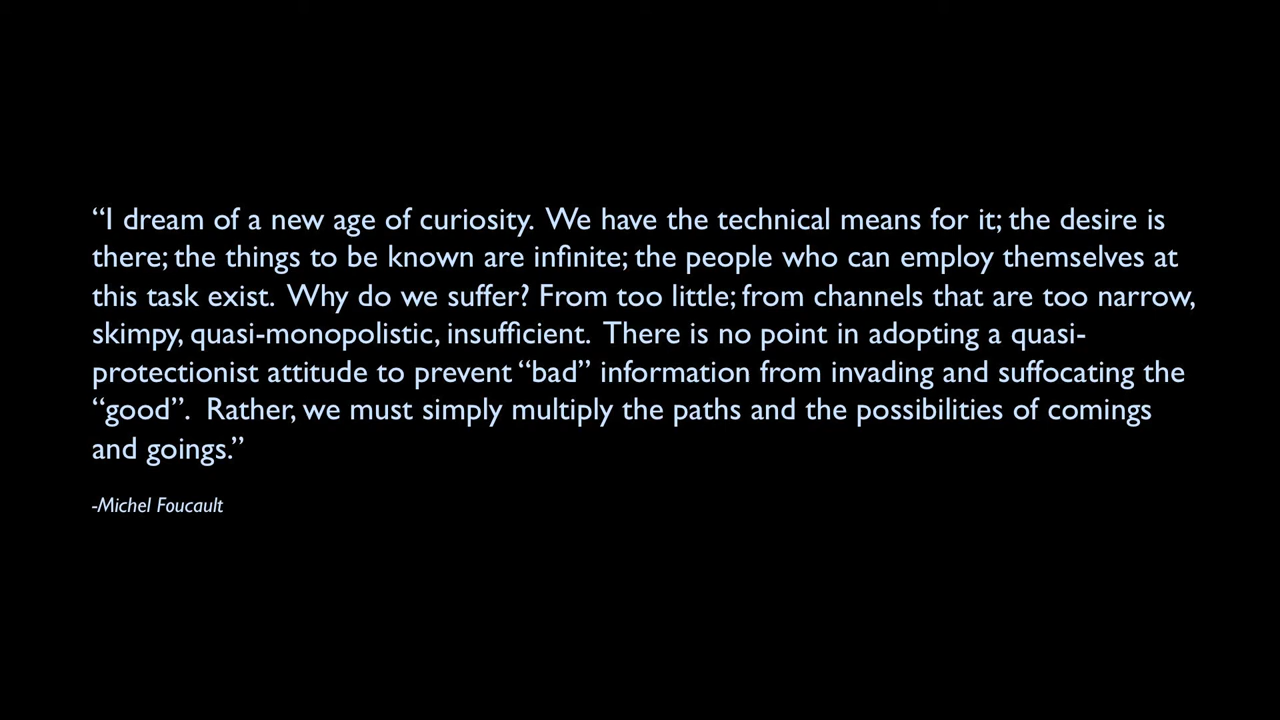 “I dream of a new age of curiosity.  We have the technical means for it; the desire is
there; the things to be known are infinite; the people who can employ themselves at
this task exist.  Why do we suffer? From too little; from channels that are too narrow,
skimpy, quasi-monopolistic, insufficient.  There is no point in adopting a quasi-
protectionist attitude to prevent “bad” information from invading and suffocating the
“good”.  Rather, we must simply multiply the paths and the possibilities of comings
and goings.”
-Michel Foucault